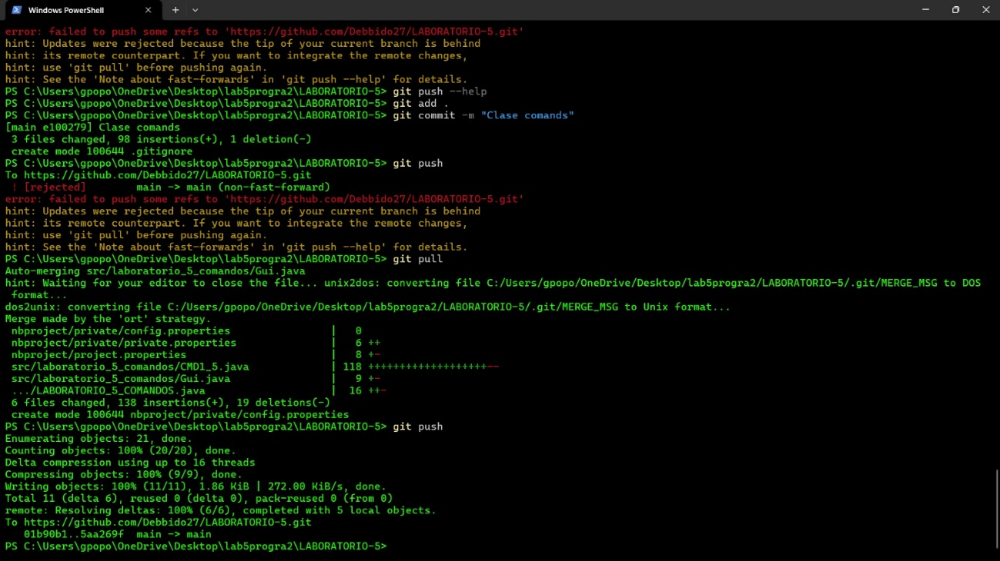 Windows PowerShell
error: failed to push some refs to 'https://github.com/Debbido27/LABORATORIO-5.git'
hint: Updates were rejected because the tip of your current branch is behind
hint: its remote counterpart. If you want to integrate the remote changes,
hint: use 'git pull' before pushing again.
hint: See the 'Note about fast-forwards' in 'git push --help' for details.
PS C:\Users\gpopo\OneDrive\Desktop\lab5progra2\LABORATORIO-5> git push --help
PS C:\Users\gpopo\OneDrive\Desktop\lab5progra2\LABORATORIO-5> git add .
PS C:\Users\gpopo\OneDrive\Desktop\lab5progra2\LABORATORIO-5> git commit -m "Clase comands"
[main e100279] Clase comands
 3 files changed, 98 insertions(+), 1 deletion(-)
 create mode 100644 .gitignore
PS C:\Users\gpopo\OneDrive\Desktop\lab5progra2\LABORATORIO-5> git push
To https://github.com/Debbido27/LABORATORIO-5.git
 ! [rejected]        main -> main (non-fast-forward)
error: failed to push some refs to 'https://github.com/Debbido27/LABORATORIO-5.git'
hint: Updates were rejected because the tip of your current branch is behind
hint: its remote counterpart. If you want to integrate the remote changes,
hint: use 'git pull' before pushing again.
hint: See the 'Note about fast-forwards' in 'git push --help' for details.
PS C:\Users\gpopo\OneDrive\Desktop\lab5progra2\LABORATORIO-5> git pull
Auto-merging src/laboratorio_5_comandos/Gui.java
hint: Waiting for your editor to close the file... unix2dos: converting file C:/Users/gpopo/OneDrive/Desktop/lab5progra2/LABORATORIO-5/.git/MERGE_MSG to DOS
 format...
dos2unix: converting file C:/Users/gpopo/OneDrive/Desktop/lab5progra2/LABORATORIO-5/.git/MERGE_MSG to Unix format...
Merge made by the 'ort' strategy.
 nbproject/private/config.properties                |   0
 nbproject/private/private.properties               |   6 ++
 nbproject/project.properties                       |   8 +-
 src/laboratorio_5_comandos/CMD1_5.java             | 118 +++++++++++++++++++--
 src/laboratorio_5_comandos/Gui.java                |   9 +-
 .../LABORATORIO_5_COMANDOS.java                    |  16 ++-
 6 files changed, 138 insertions(+), 19 deletions(-)
 create mode 100644 nbproject/private/config.properties
PS C:\Users\gpopo\OneDrive\Desktop\lab5progra2\LABORATORIO-5> git push
Enumerating objects: 21, done.
Counting objects: 100% (20/20), done.
Delta compression using up to 16 threads
Compressing objects: 100% (9/9), done.
Writing objects: 100% (11/11), 1.86 KiB | 272.00 KiB/s, done.
Total 11 (delta 6), reused 0 (delta 0), pack-reused 0 (from 0)
remote: Resolving deltas: 100% (6/6), completed with 5 local objects.
To https://github.com/Debbido27/LABORATORIO-5.git
   01b90b1..5aa269f  main -> main
PS C:\Users\gpopo\OneDrive\Desktop\lab5progra2\LABORATORIO-5>